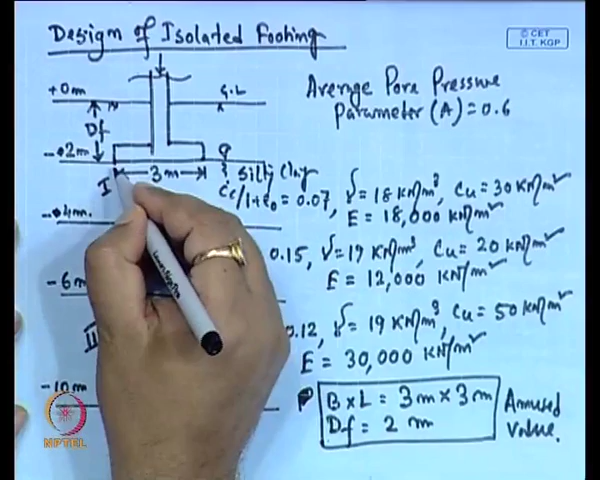 Design of Isolated Footing
© CET
I.I.T. KGP
+0m
G.L
Average Pore Pressure
Parameter (A) = 0.6
Df
-2m
3m
q
I
silty clay
Cc/1+e0 = 0.07, γ = 18 kN/m³, Cu = 30 kN/m²
E = 18,000 kN/m²
-4m.
0.15, γ = 19 kN/m³, Cu = 20 kN/m²
E = 12,000 kN/m²
-6m
0.12, γ = 19 kN/m³, Cu = 50 kN/m²
E = 30,000 kN/m²
III
-10m
B x L = 3m x 3m
Df = 2 m
Assumed
value.
NPTEL